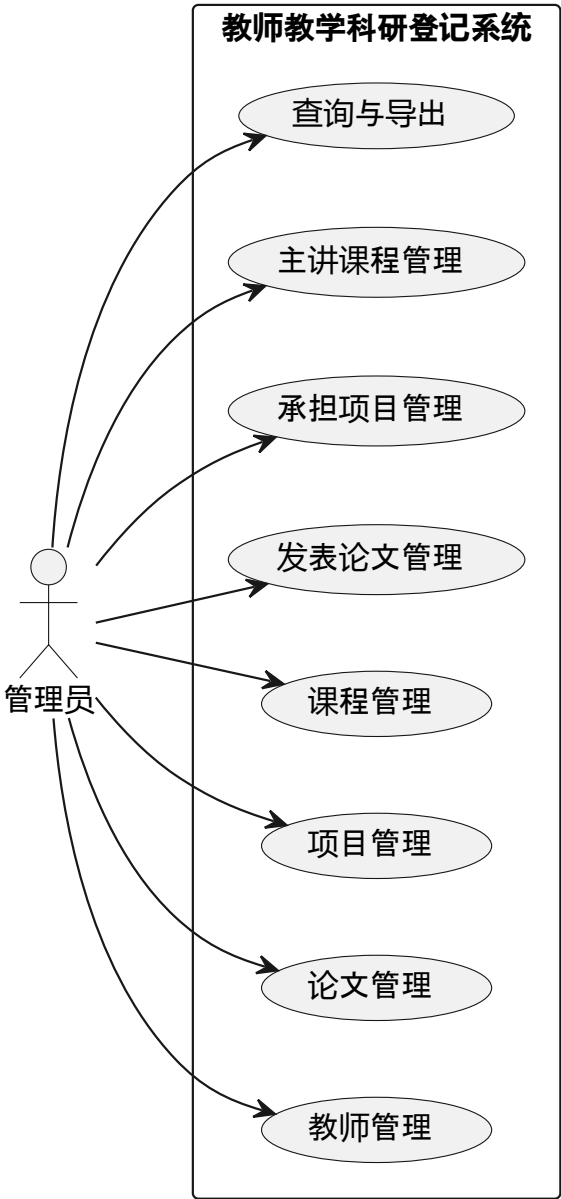 教师教学科研登记系统
查询与导出
主讲课程管理
承担项目管理
发表论文管理
课程管理
管理员
项目管理
论文管理
教师管理